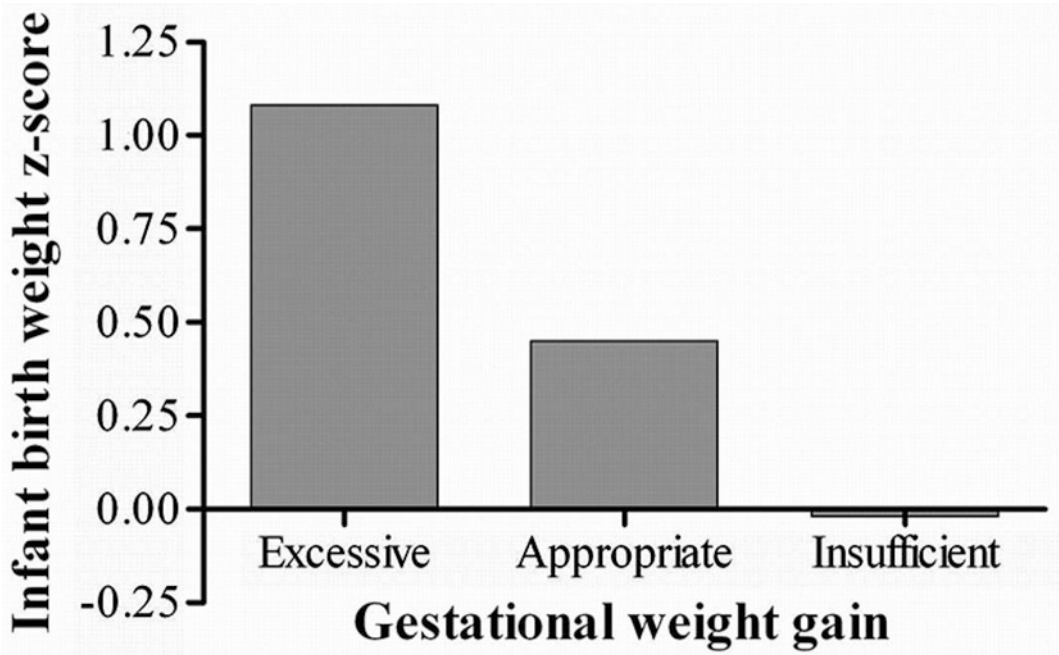 Infant birth weight z-score
1.25
1.00
0.75
0.50
0.25
0.00
-0.25
Excessive
Appropriate
Insufficient
Gestational weight gain